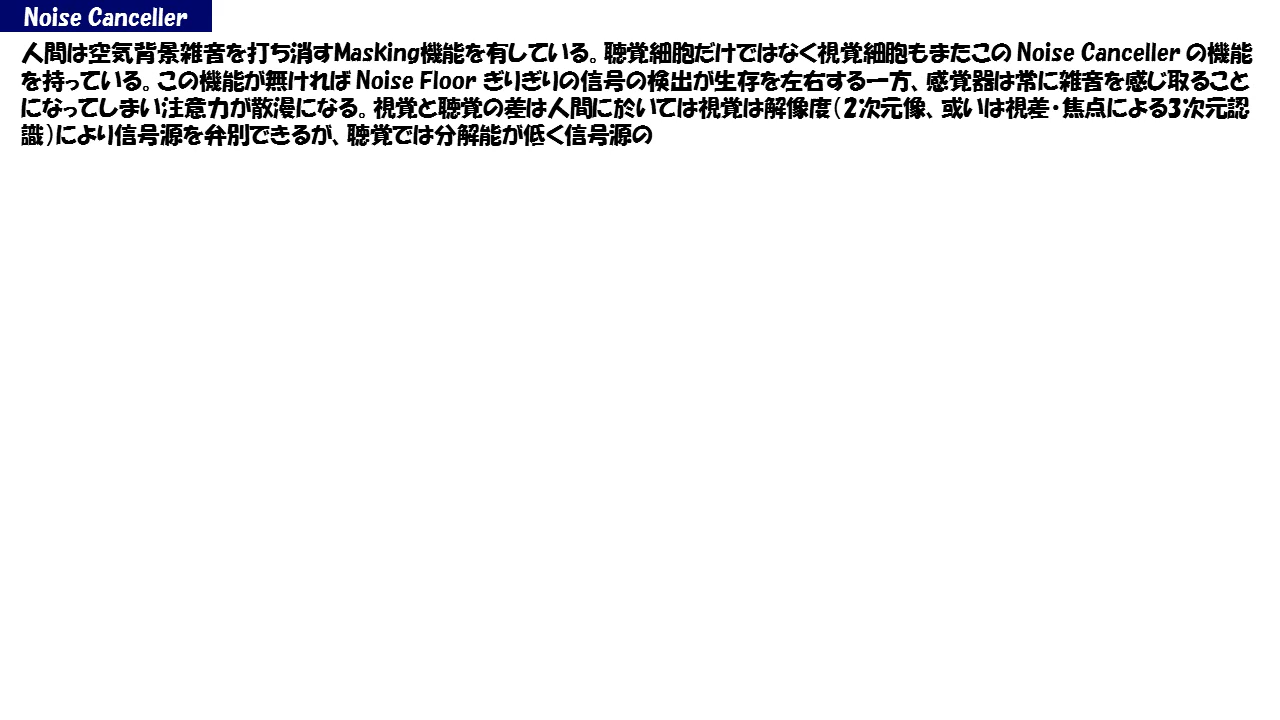 Noise Canceller
人間は空気背景雑音を打ち消すMasking機能を有している。聴覚細胞だけではなく視覚細胞もまたこの Noise Canceller の機能
を持っている。この機能が無ければ Noise Floor ぎりぎりの信号の検出が生存を左右する一方、感覚器は常に雑音を感じ取ること
になってしまい注意力が散漫になる。視覚と聴覚の差は人間に於いては視覚は解像度（2次元像、或いは視差・焦点による3次元認
識）により信号源を弁別できるが、聴覚では分解能が低く信号源の